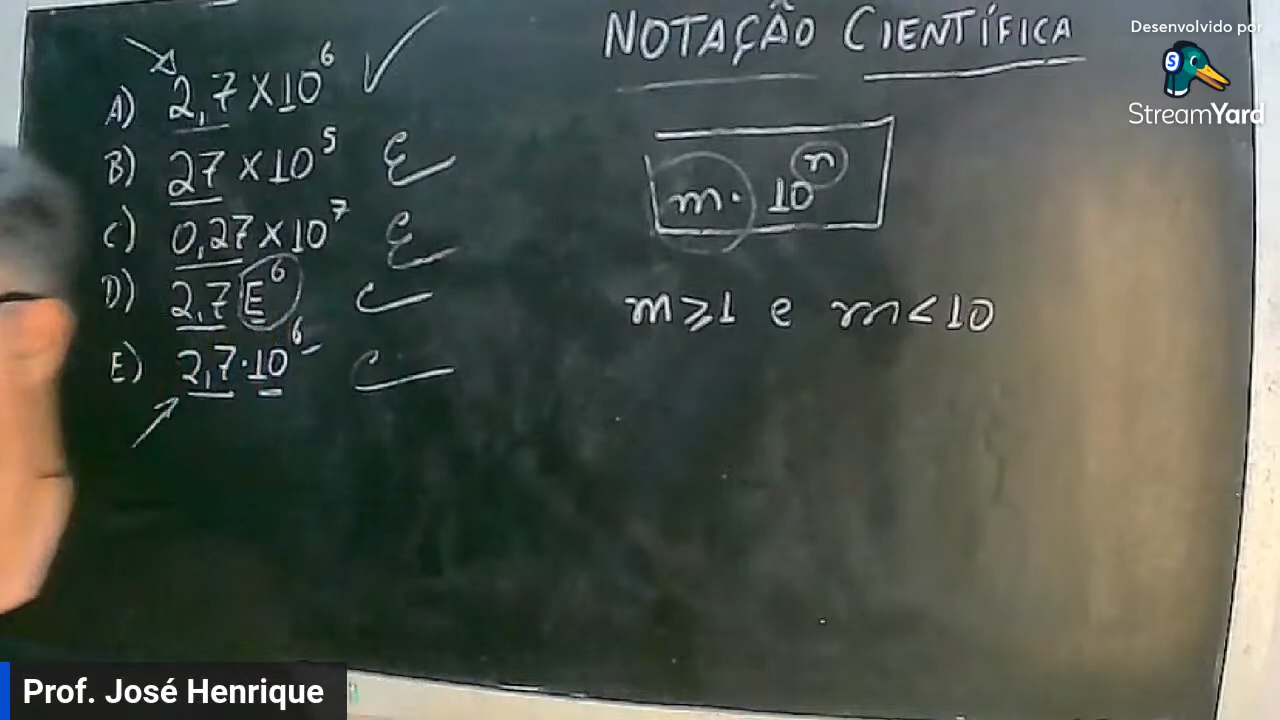 NOTAÇÃO CIENTÍFICA
A) 2,7 X 10⁶ ✓
B) 27 X 10⁵ E
C) 0,27 X 10⁷ E
D) 2,7 E⁶ C
E) 2,7 · 10⁶ C
m · 10ⁿ
m ⩾ 1 e m < 10
Desenvolvido por
StreamYard
Prof. José Henrique